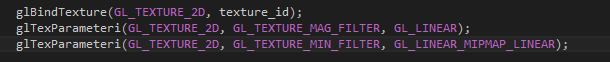 glBindTexture(GL_TEXTURE_2D, texture_id);
glTexParameteri(GL_TEXTURE_2D, GL_TEXTURE_MAG_FILTER, GL_LINEAR);
glTexParameteri(GL_TEXTURE_2D, GL_TEXTURE_MIN_FILTER, GL_LINEAR_MIPMAP_LINEAR);